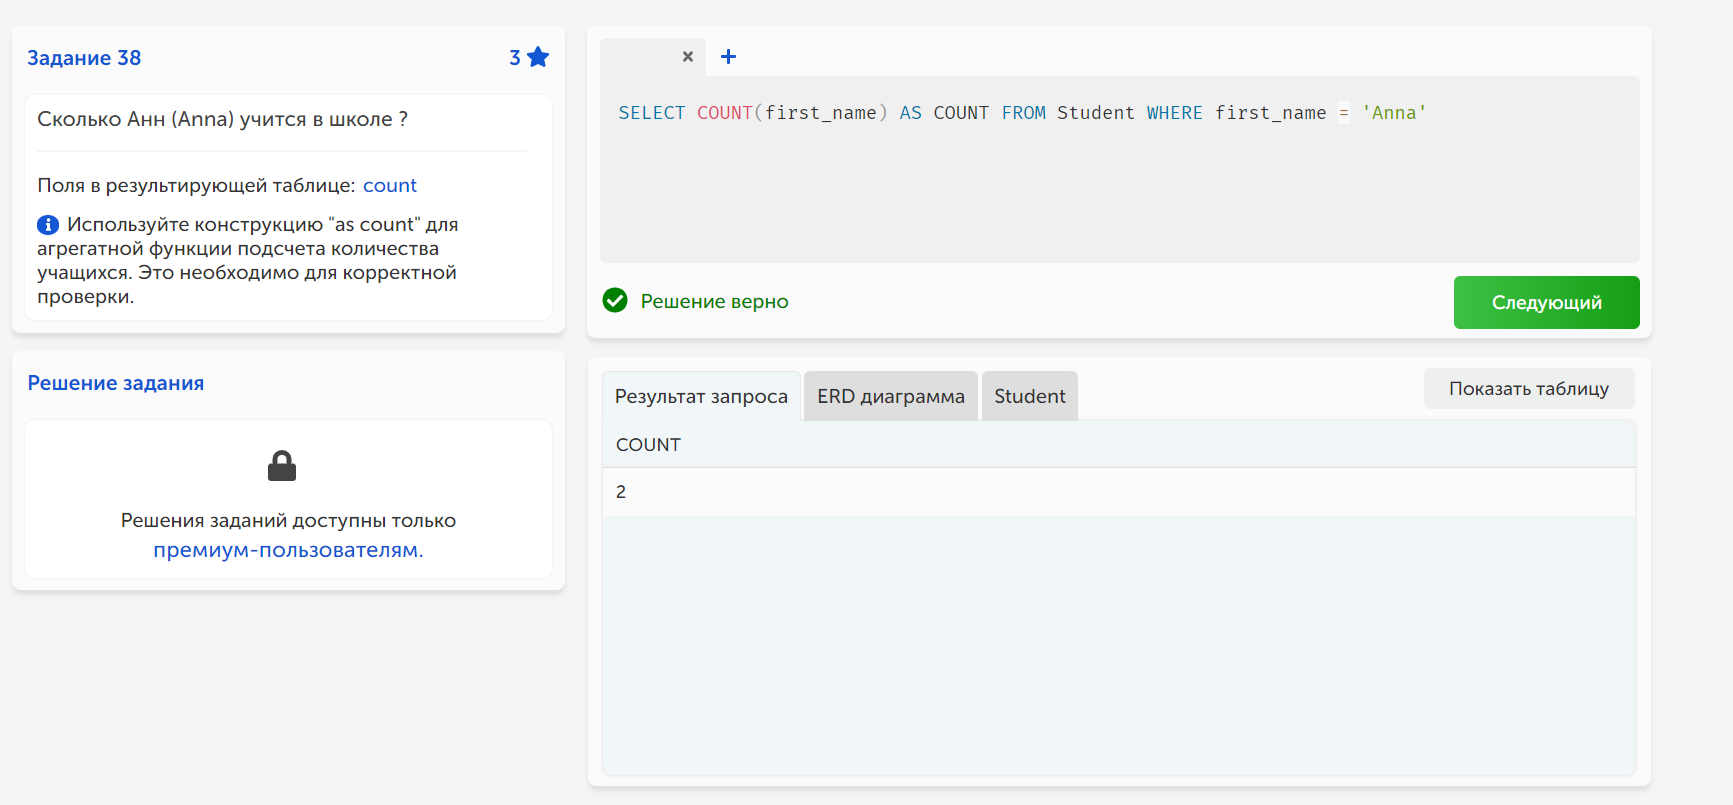 Задание 38
3
Сколько Анн (Anna) учится в школе ?
Поля в результирующей таблице: count
Используйте конструкцию "as count" для
агрегатной функции подсчета количества
учащихся. Это необходимо для корректной
проверки.
Решение задания
Решения заданий доступны только
премиум-пользователям.
SELECT COUNT(first_name) AS COUNT FROM Student WHERE first_name = 'Anna'
Решение верно
Следующий
Результат запроса
ERD диаграмма
Student
Показать таблицу
COUNT
2